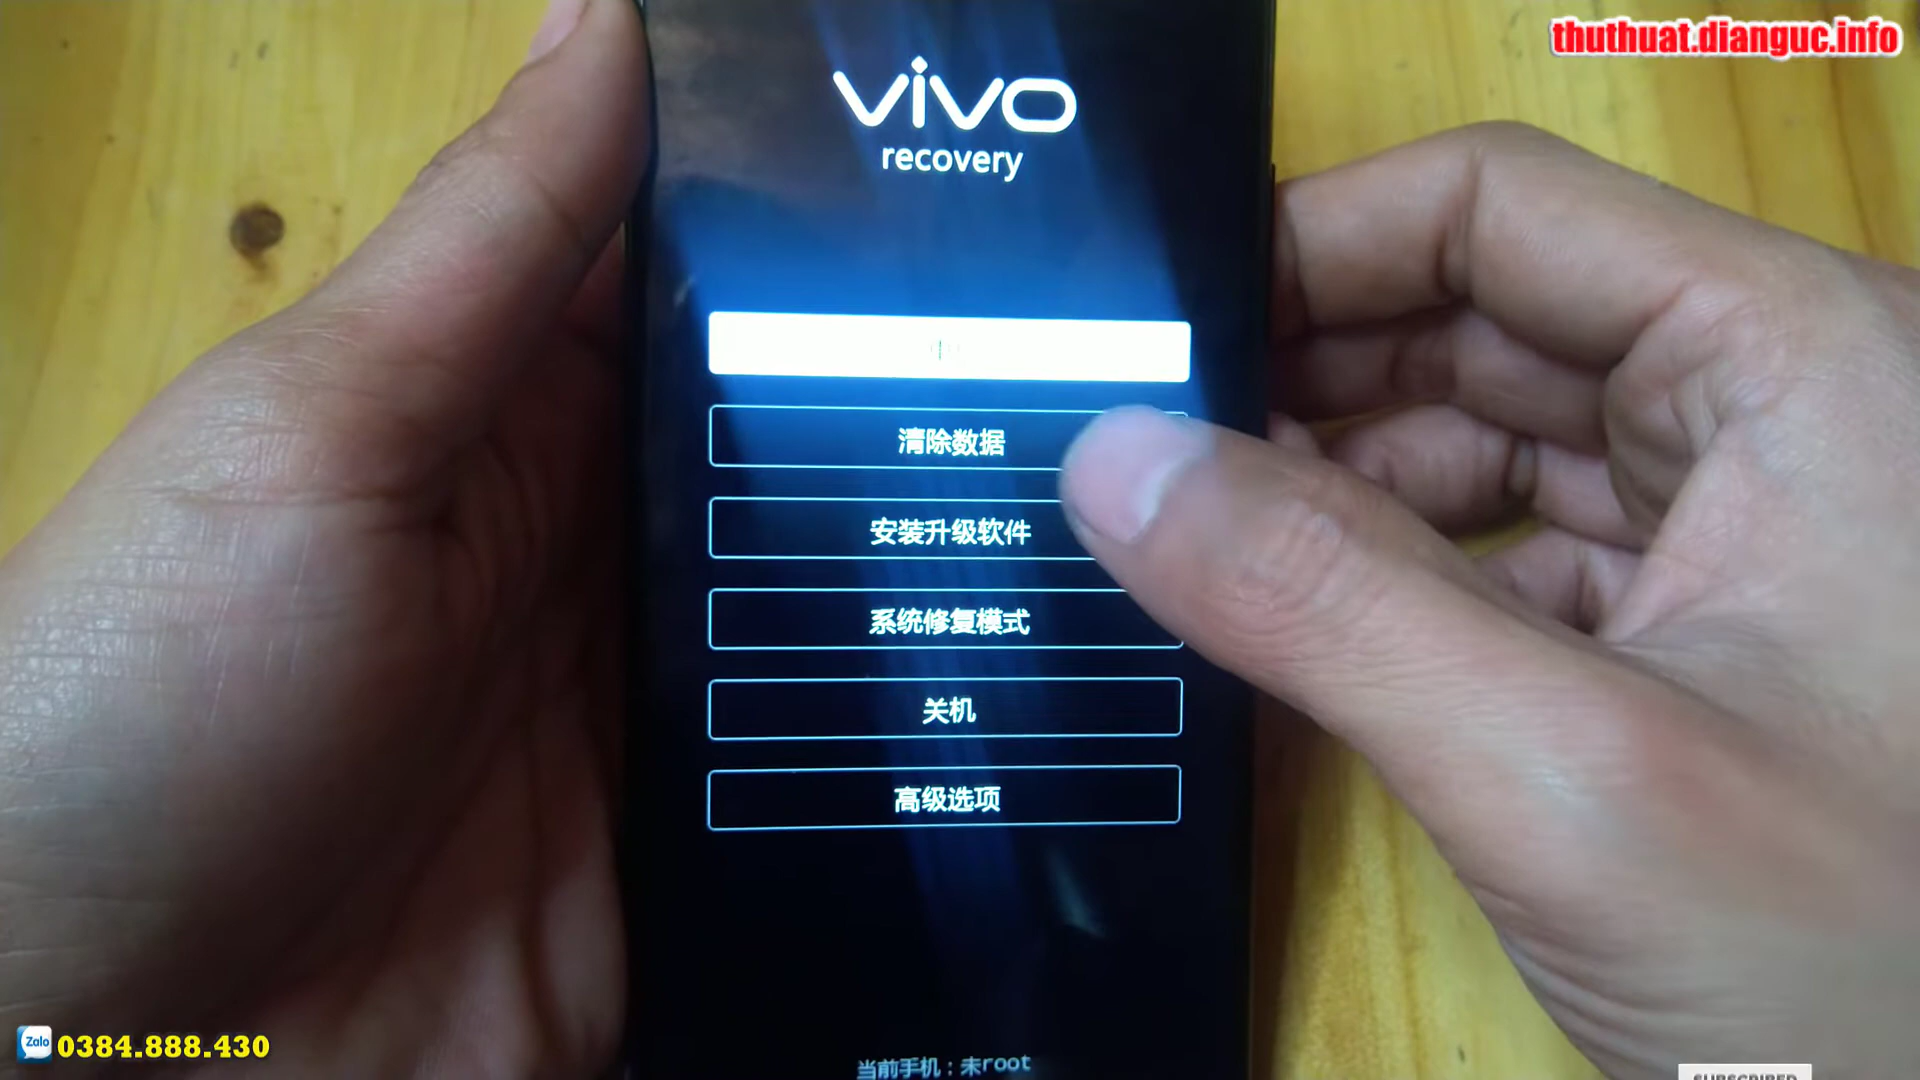 thuthuat.dianguc.info
vivo
recovery
清除数据
安装升级软件
系统修复模式
关机
高级选项
当前手机：未root
Zalo 0384.888.430
SUBSCRIBED